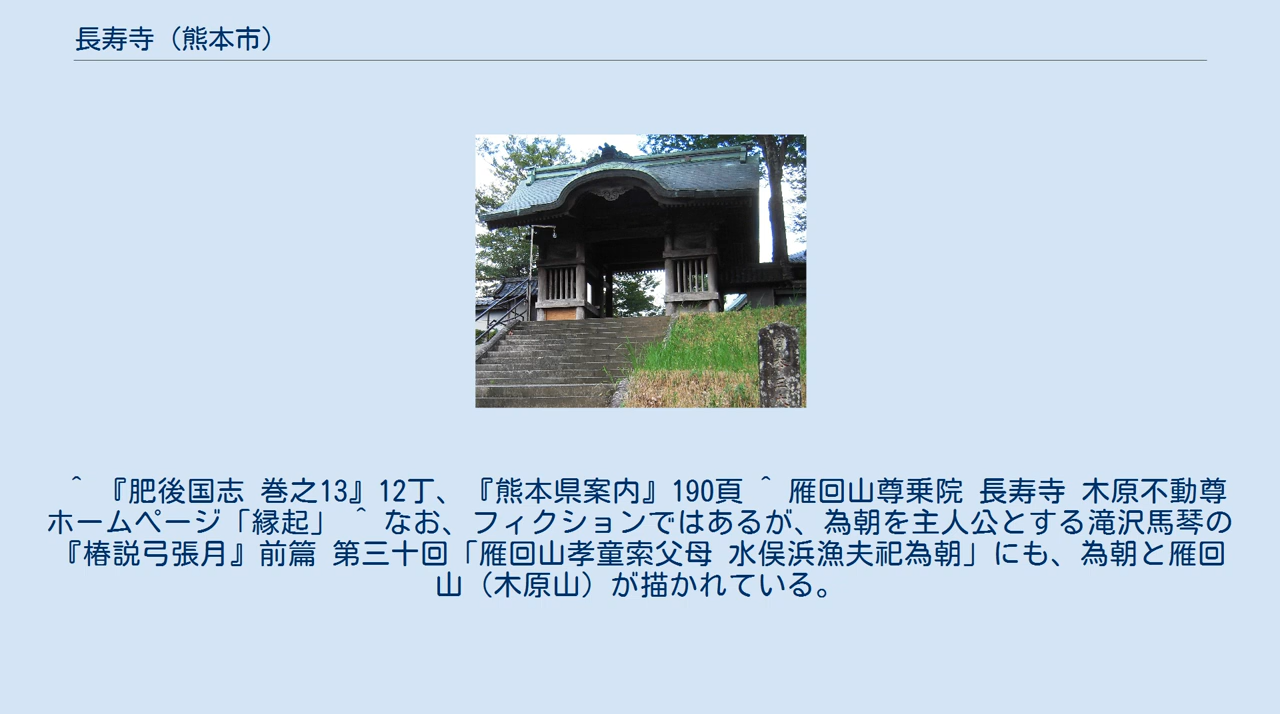 長寿寺（熊本市）
^ 『肥後国志 巻之13』12丁、『熊本県案内』190頁 ^ 雁回山尊乗院 長寿寺 木原不動尊
ホームページ「縁起」 ^ なお、フィクションではあるが、為朝を主人公とする滝沢馬琴の
『椿説弓張月』前篇 第三十回「雁回山孝童索父母 水俣浜漁夫祀為朝」にも、為朝と雁回
山（木原山）が描かれている。